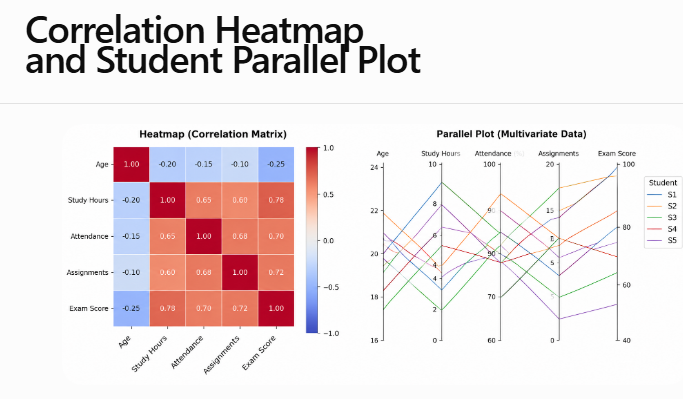 Correlation Heatmap
and Student Parallel Plot
Heatmap (Correlation Matrix)
Age 1.00 -0.20 -0.15 -0.10 -0.25
Study Hours -0.20 1.00 0.65 0.60 0.78
Attendance -0.15 0.65 1.00 0.68 0.70
Assignments -0.10 0.60 0.68 1.00 0.72
Exam Score -0.25 0.78 0.70 0.72 1.00
Age Study Hours Attendance Assignments Exam Score
1.0
0.5
0.0
−0.5
−1.0
Parallel Plot (Multivariate Data)
Age Study Hours Attendance Assignments Exam Score
24 10 100 20 100
22 8 90 15 80
20 6 80 8 60
18 4 70 5 40
16 2 60 0
0
Student
S1
S2
S3
S4
S5